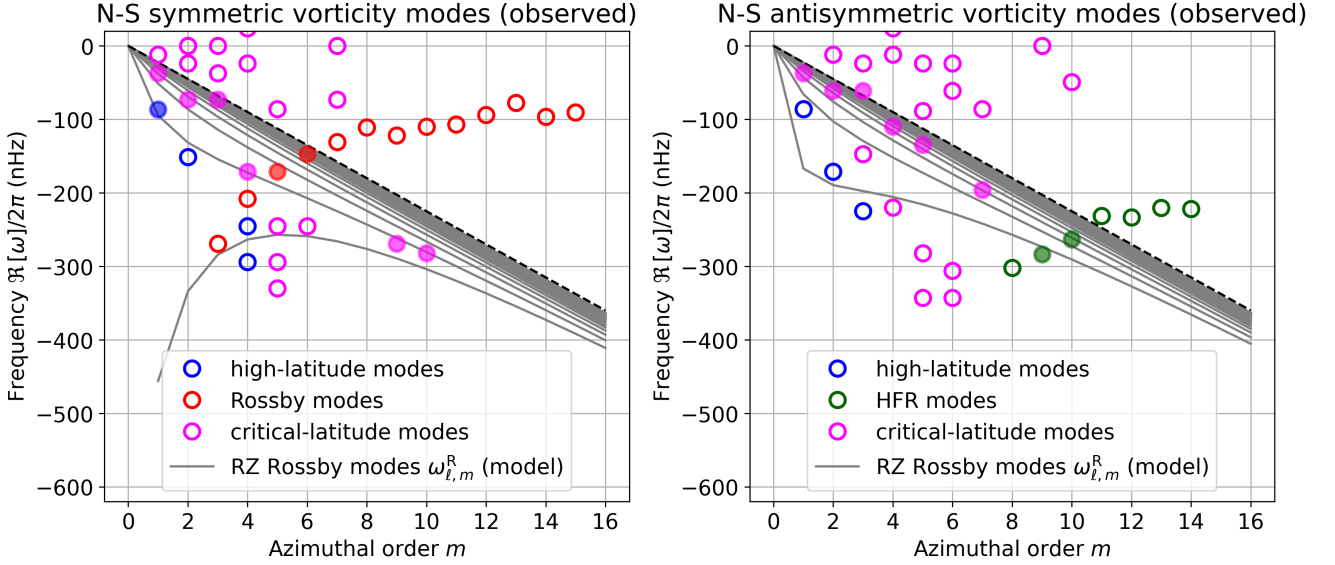 N-S symmetric vorticity modes (observed)
0
−100
−200
−300
−400
−500
−600
Frequency ℜ[ω]/2π (nHz)
high-latitude modes
Rossby modes
critical-latitude modes
RZ Rossby modes ω^R_{ℓ,m} (model)
0 2 4 6 8 10 12 14 16
Azimuthal order m
N-S antisymmetric vorticity modes (observed)
0
−100
−200
−300
−400
−500
−600
Frequency ℜ[ω]/2π (nHz)
high-latitude modes
HFR modes
critical-latitude modes
RZ Rossby modes ω^R_{ℓ,m} (model)
0 2 4 6 8 10 12 14 16
Azimuthal order m